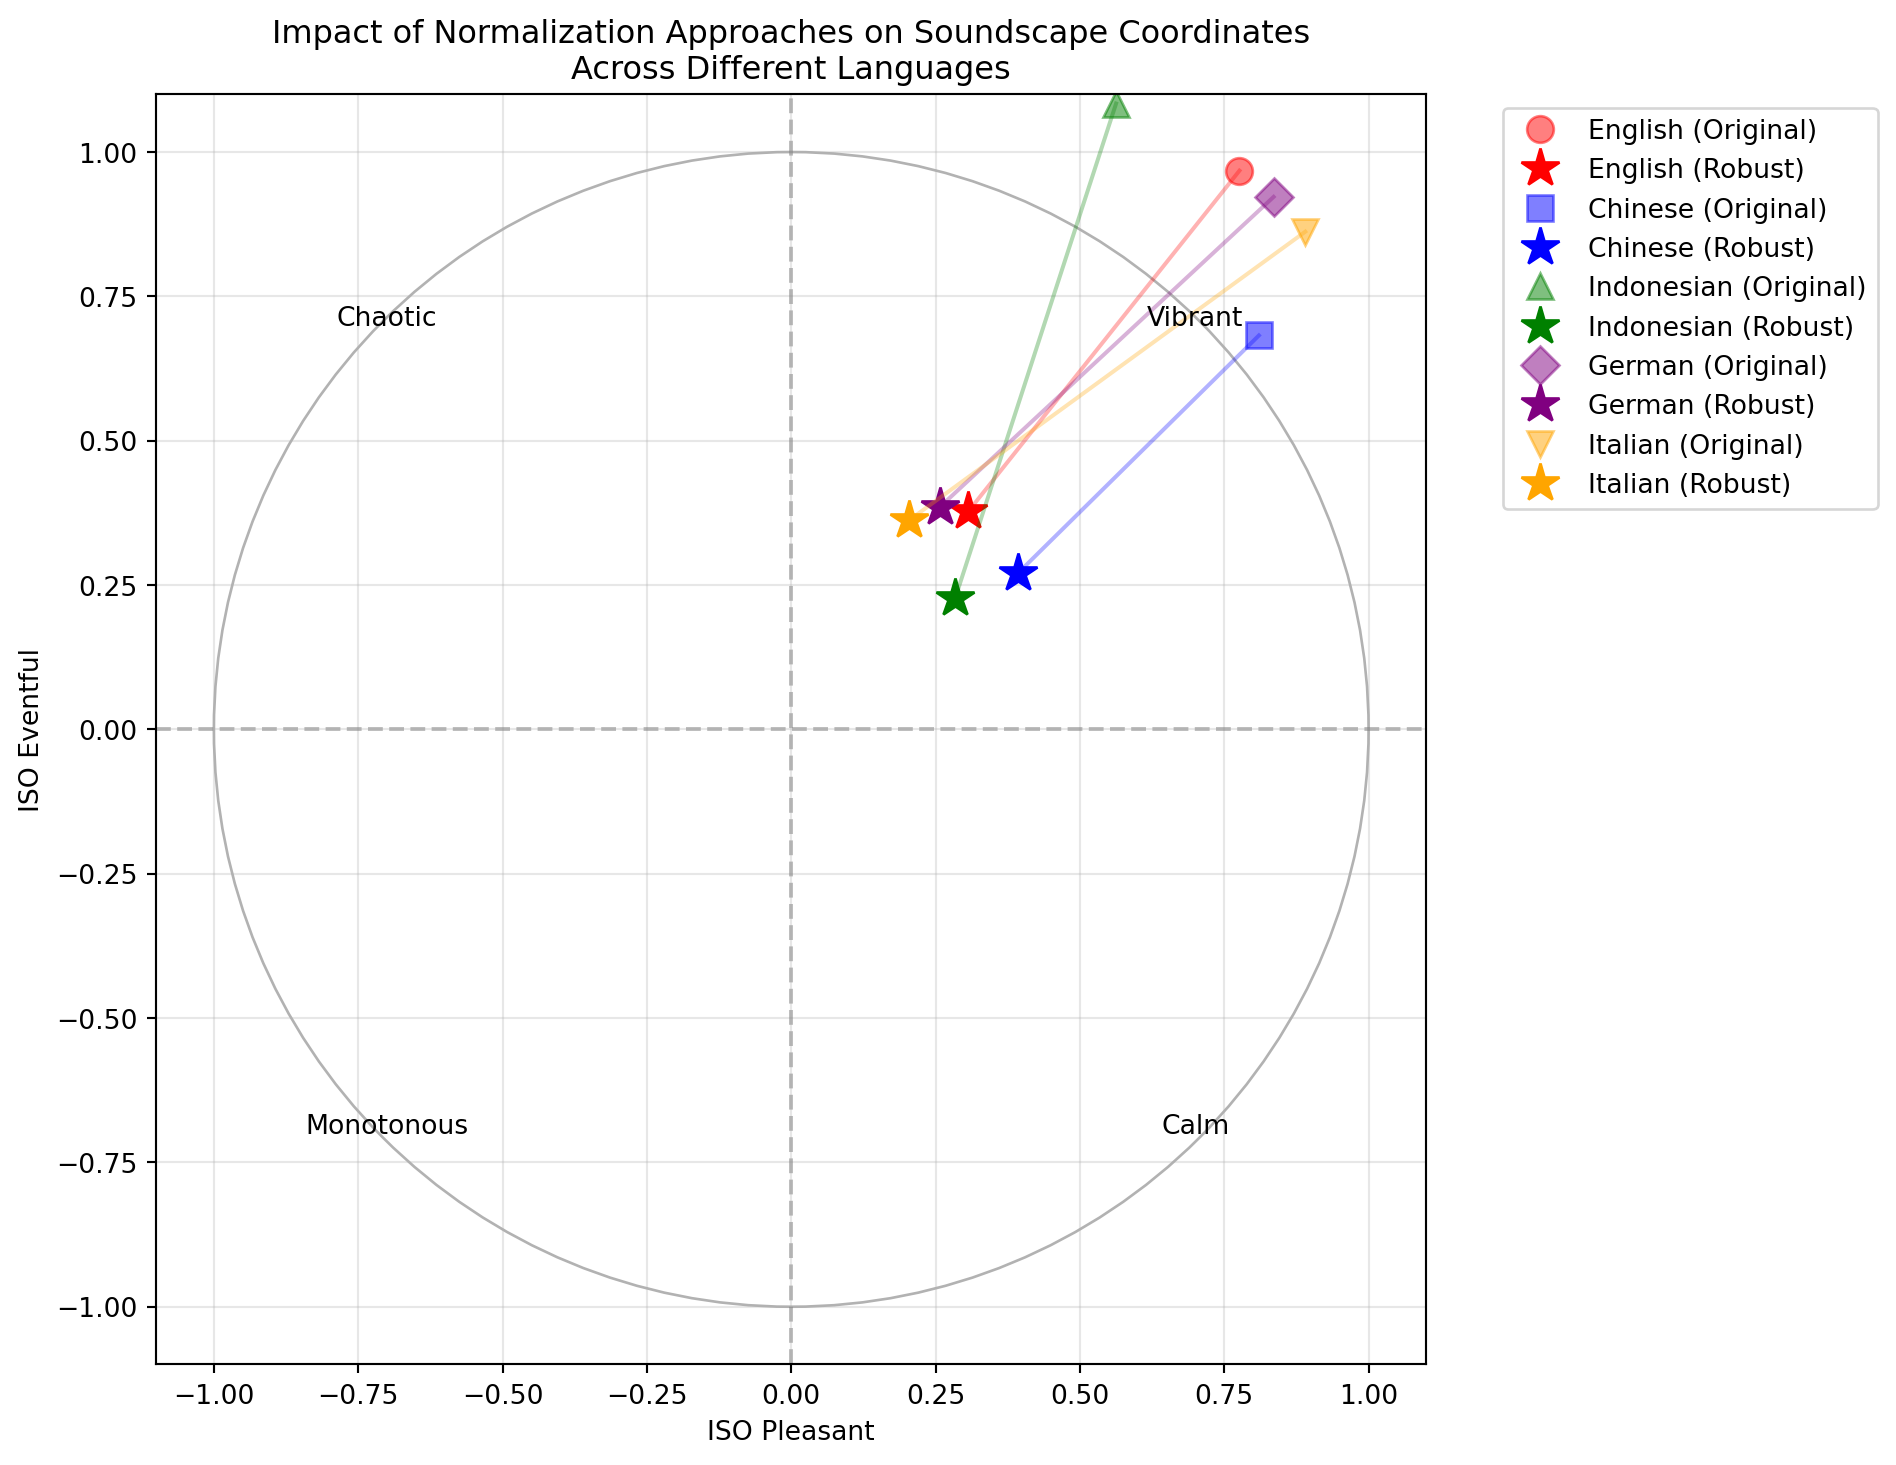 Impact of Normalization Approaches on Soundscape Coordinates
Across Different Languages
1.00
0.75
0.50
0.25
0.00
−0.25
−0.50
−0.75
−1.00
ISO Eventful
Chaotic
Vibrant
Monotonous
Calm
−1.00
−0.75
−0.50
−0.25
0.00
0.25
0.50
0.75
1.00
ISO Pleasant
English (Original)
English (Robust)
Chinese (Original)
Chinese (Robust)
Indonesian (Original)
Indonesian (Robust)
German (Original)
German (Robust)
Italian (Original)
Italian (Robust)